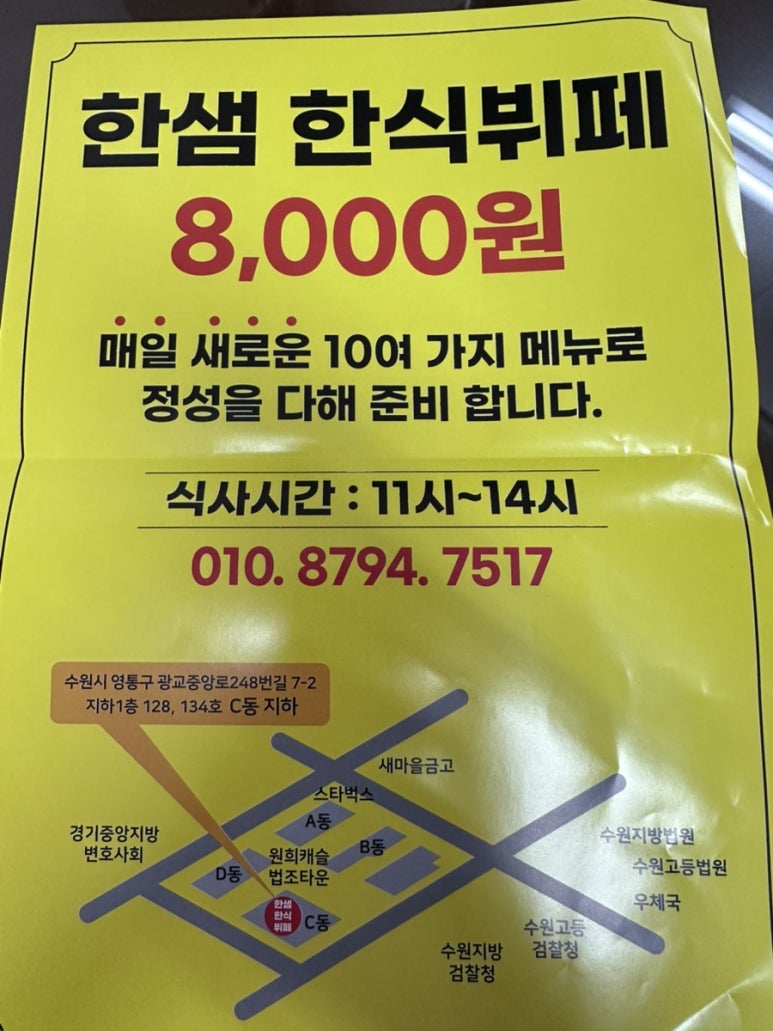 한샘 한식뷔페
8,000원
매일 새로운 10여 가지 메뉴로
정성을 다해 준비 합니다.
식사시간 : 11시~14시
010. 8794. 7517
수원시 영통구 광교중앙로248번길 7-2
지하1층 128, 134호 C동 지하
새마을금고
스타벅스
A동
경기중앙지방
변호사회
원희캐슬
법조타운
B동
D동
한샘
한식
뷔페
C동
수원지방법원
수원고등법원
우체국
수원고등
검찰청
수원지방
검찰청